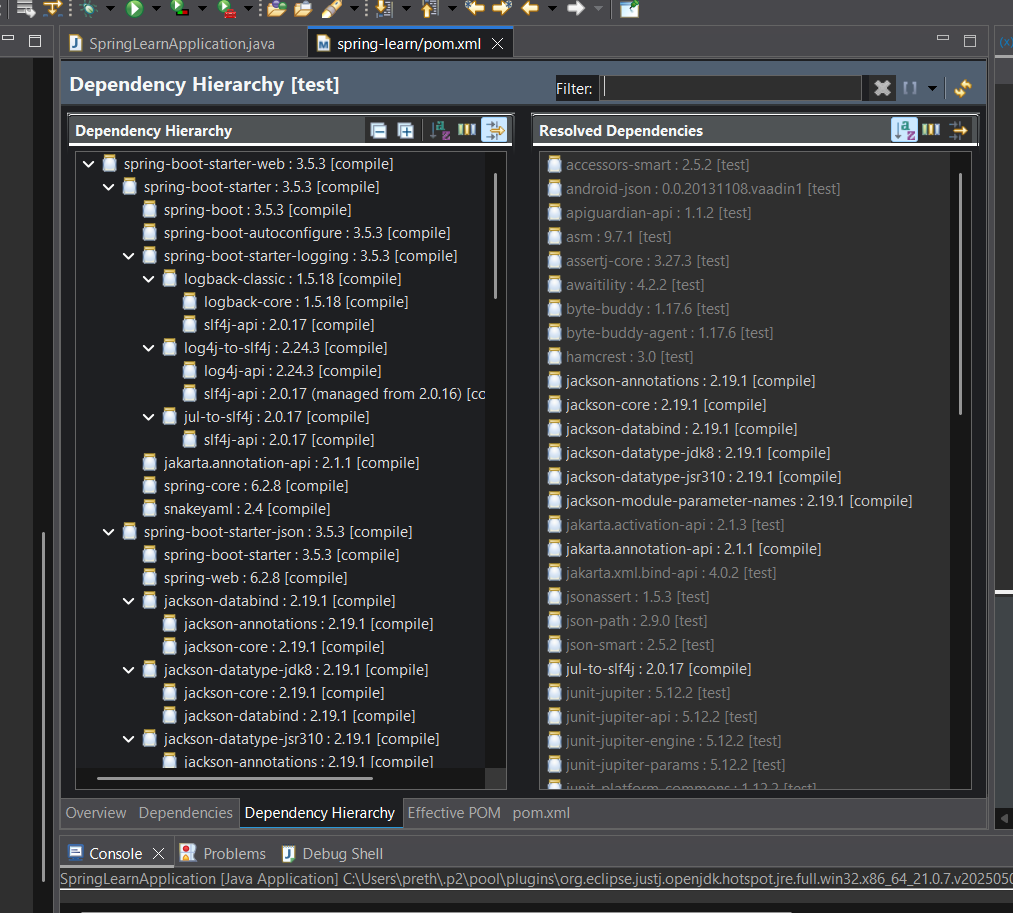 SpringLearnApplication.java
spring-learn/pom.xml
Dependency Hierarchy [test]
Filter:
Dependency Hierarchy
spring-boot-starter-web : 3.5.3 [compile]
spring-boot-starter : 3.5.3 [compile]
spring-boot : 3.5.3 [compile]
spring-boot-autoconfigure : 3.5.3 [compile]
spring-boot-starter-logging : 3.5.3 [compile]
logback-classic : 1.5.18 [compile]
logback-core : 1.5.18 [compile]
slf4j-api : 2.0.17 [compile]
log4j-to-slf4j : 2.24.3 [compile]
log4j-api : 2.24.3 [compile]
slf4j-api : 2.0.17 (managed from 2.0.16) [co
jul-to-slf4j : 2.0.17 [compile]
slf4j-api : 2.0.17 [compile]
jakarta.annotation-api : 2.1.1 [compile]
spring-core : 6.2.8 [compile]
snakeyaml : 2.4 [compile]
spring-boot-starter-json : 3.5.3 [compile]
spring-boot-starter : 3.5.3 [compile]
spring-web : 6.2.8 [compile]
jackson-databind : 2.19.1 [compile]
jackson-annotations : 2.19.1 [compile]
jackson-core : 2.19.1 [compile]
jackson-datatype-jdk8 : 2.19.1 [compile]
jackson-core : 2.19.1 [compile]
jackson-databind : 2.19.1 [compile]
jackson-datatype-jsr310 : 2.19.1 [compile]
jackson-annotations : 2.19.1 [compile]
Resolved Dependencies
accessors-smart : 2.5.2 [test]
android-json : 0.0.20131108.vaadin1 [test]
apiguardian-api : 1.1.2 [test]
asm : 9.7.1 [test]
assertj-core : 3.27.3 [test]
awaitility : 4.2.2 [test]
byte-buddy : 1.17.6 [test]
byte-buddy-agent : 1.17.6 [test]
hamcrest : 3.0 [test]
jackson-annotations : 2.19.1 [compile]
jackson-core : 2.19.1 [compile]
jackson-databind : 2.19.1 [compile]
jackson-datatype-jdk8 : 2.19.1 [compile]
jackson-datatype-jsr310 : 2.19.1 [compile]
jackson-module-parameter-names : 2.19.1 [compile]
jakarta.activation-api : 2.1.3 [test]
jakarta.annotation-api : 2.1.1 [compile]
jakarta.xml.bind-api : 4.0.2 [test]
jsonassert : 1.5.3 [test]
json-path : 2.9.0 [test]
json-smart : 2.5.2 [test]
jul-to-slf4j : 2.0.17 [compile]
junit-jupiter : 5.12.2 [test]
junit-jupiter-api : 5.12.2 [test]
junit-jupiter-engine : 5.12.2 [test]
junit-jupiter-params : 5.12.2 [test]
junit-platform-commons : 1.12.2 [test]
Overview Dependencies Dependency Hierarchy Effective POM pom.xml
Console Problems Debug Shell
SpringLearnApplication [Java Application] C:\Users\preth\.p2\pool\plugins\org.eclipse.justj.openjdk.hotspot.jre.full.win32.x86_64_21.0.7.v2025050